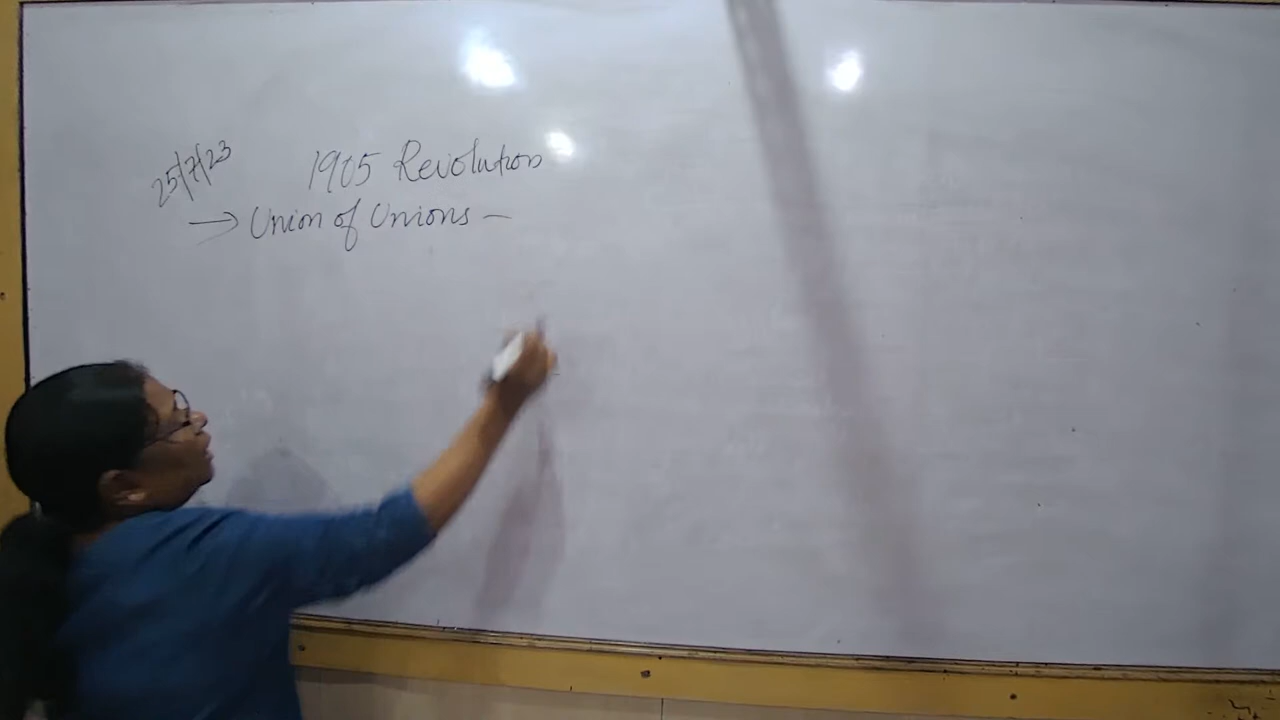 25/7/23 1905 Revolution
→ Union of Unions —